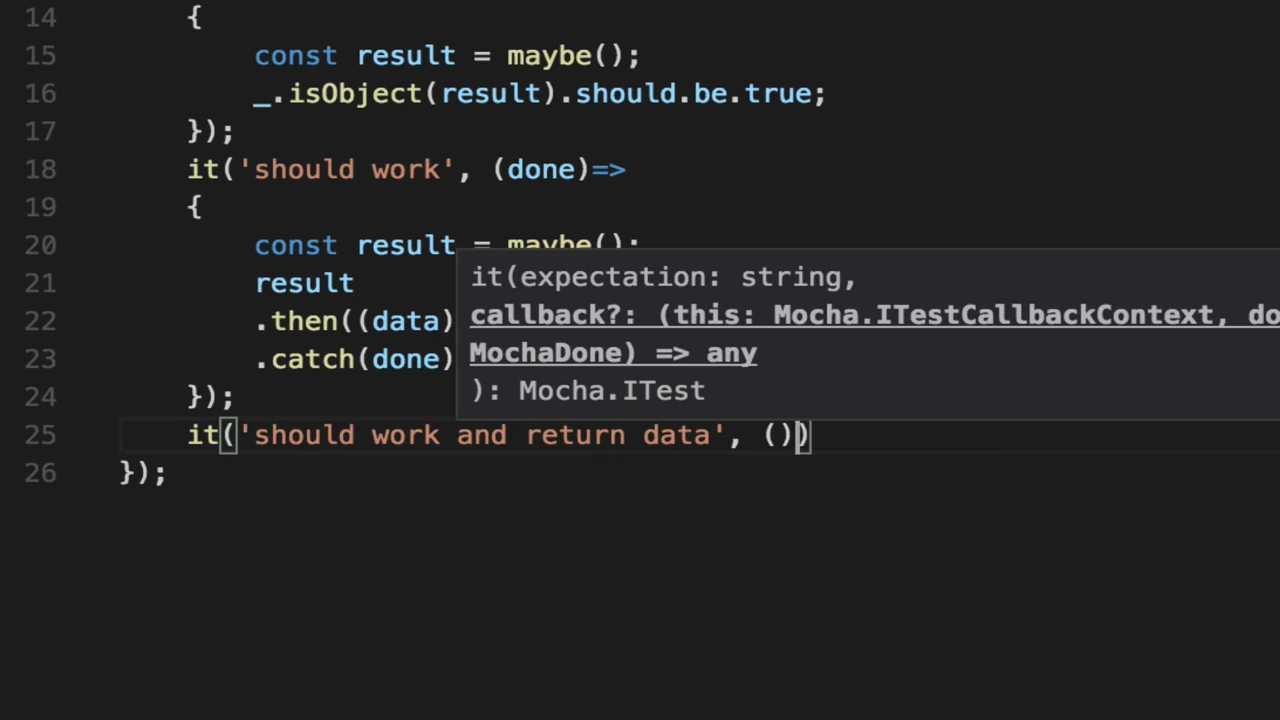 14 {
15 const result = maybe();
16 _.isObject(result).should.be.true;
17 });
18 it('should work', (done)=>
19 {
20 const result = maybe();
21 result
22 .then((data)
23 .catch(done)
24 });
25 it('should work and return data', ())
26 });
it(expectation: string,
callback?: (this: Mocha.ITestCallbackContext, do
MochaDone) => any
): Mocha.ITest